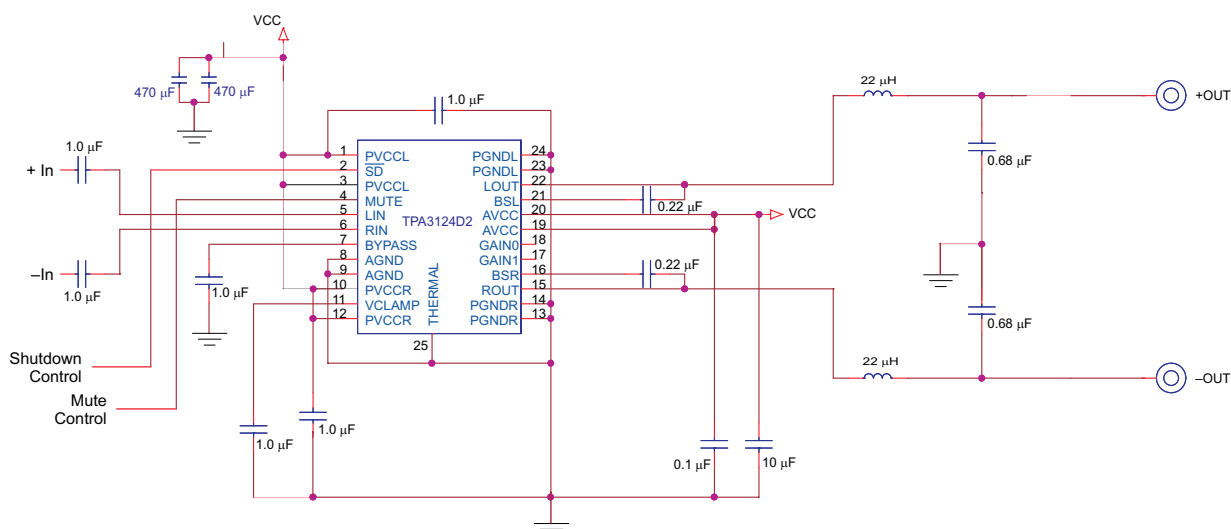 VCC
470 μF 470 μF
1.0 μF
22 μH
+OUT
1.0 μF
+ In
–In
1.0 μF
1 PVCCL
2 SD
3 PVCCL
4 MUTE
5 LIN
6 RIN
7 BYPASS
8 AGND
9 AGND
10 PVCCR
11 VCLAMP
12 PVCCR
TPA3124D2
THERMAL
25
PGNDL 24
PGNDL 23
LOUT 22
BSL 21
AVCC 20
AVCC 19
GAIN0 18
GAIN1 17
BSR 16
ROUT 15
PGNDR 14
PGNDR 13
0.22 μF
VCC
0.22 μF
0.68 μF
0.68 μF
1.0 μF
Shutdown
Control
Mute
Control
22 μH
–OUT
1.0 μF
1.0 μF
0.1 μF
10 μF